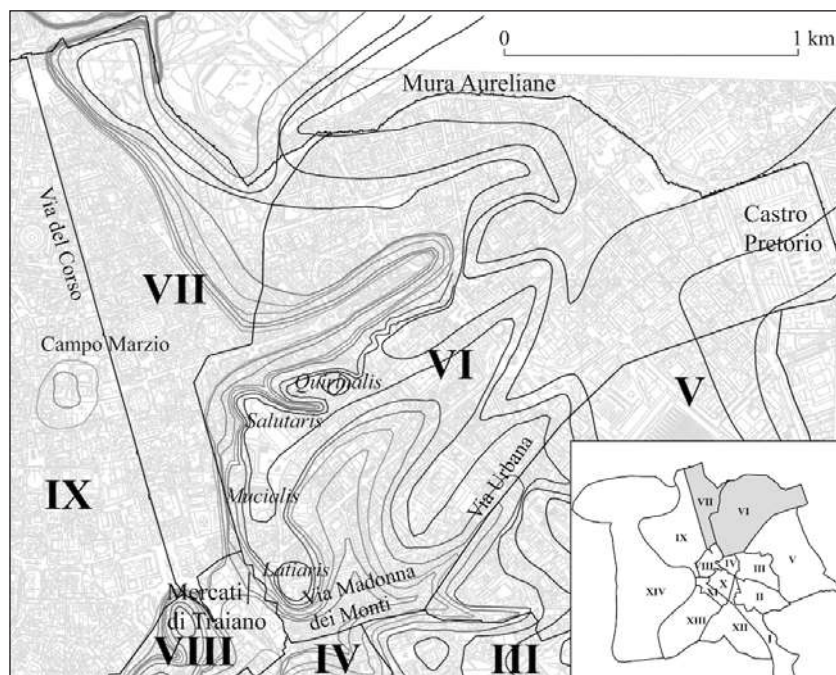 0 1 km
Mura Aureliane
Castro
Pretorio
Via del Corso
VII
Campo Marzio
VI
Quirinalis
V
Salutaris
Via Urbana
IX
Mucialis
Latiaris
Via Madonna
dei Monti
Mercati
di Traiano
VIII
IV
III
VII
VI
IX
V
III
IV
III
X
XI
II
XIV
XIII
XII
I